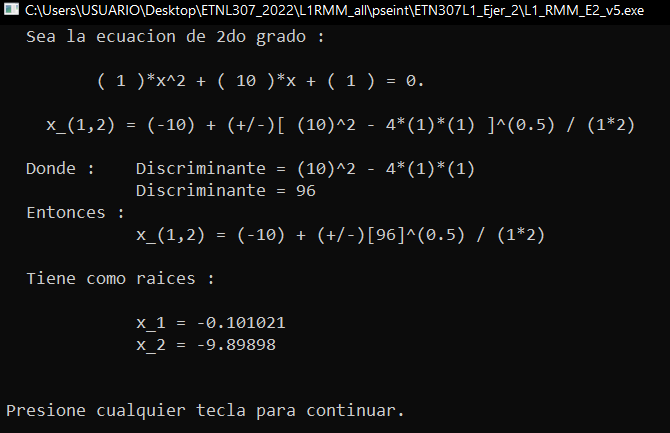 C:\Users\USUARIO\Desktop\ETNL307_2022\L1RMM_all\pseint\ETN307L1_Ejer_2\L1_RMM_E2_v5.exe
Sea la ecuacion de 2do grado :
( 1 )*x^2 + ( 10 )*x + ( 1 ) = 0.
x_(1,2) = (-10) + (+/-)[ (10)^2 - 4*(1)*(1) ]^(0.5) / (1*2)
Donde : Discriminante = (10)^2 - 4*(1)*(1)
Discriminante = 96
Entonces :
x_(1,2) = (-10) + (+/-)[96]^(0.5) / (1*2)
Tiene como raices :
x_1 = -0.101021
x_2 = -9.89898
Presione cualquier tecla para continuar.